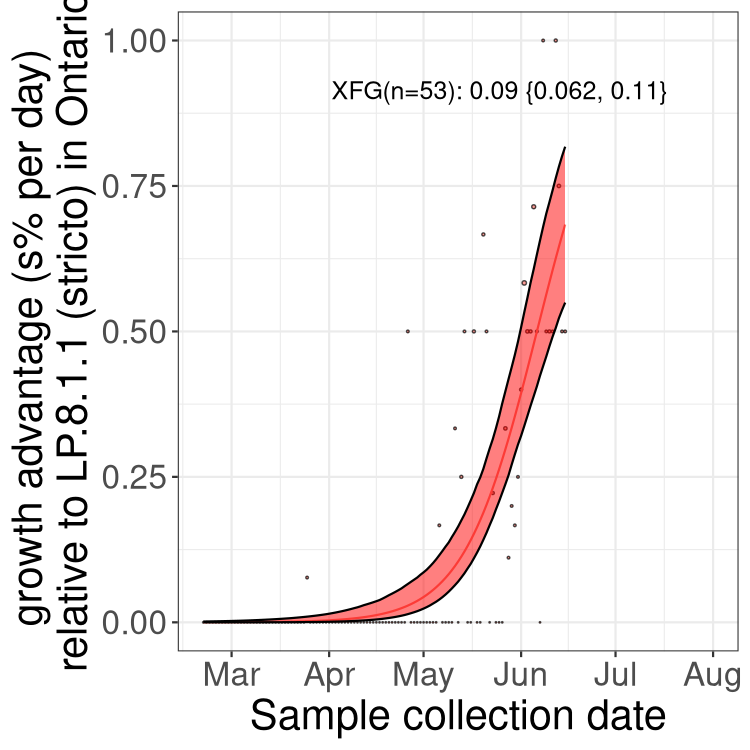 growth advantage (s% per day)
relative to LP.8.1.1 (stricto) in Ontario
1.00
0.75
0.50
0.25
0.00
XFG(n=53): 0.09 {0.062, 0.11}
Mar Apr May Jun Jul Aug
Sample collection date